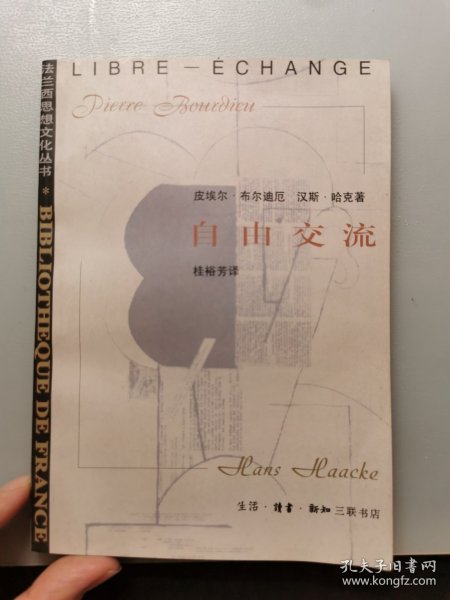 LIBRE — ÉCHANGE
Pierre Bourdieu
皮埃尔·布尔迪厄 汉斯·哈克著
自由交流
桂裕芳译
Hans Haacke
生活·讀書·新知三联书店
法兰西思想文化丛书 * BIBLIOTHEQUE DE FRANCE
孔夫子旧书网
www.kongfz.com